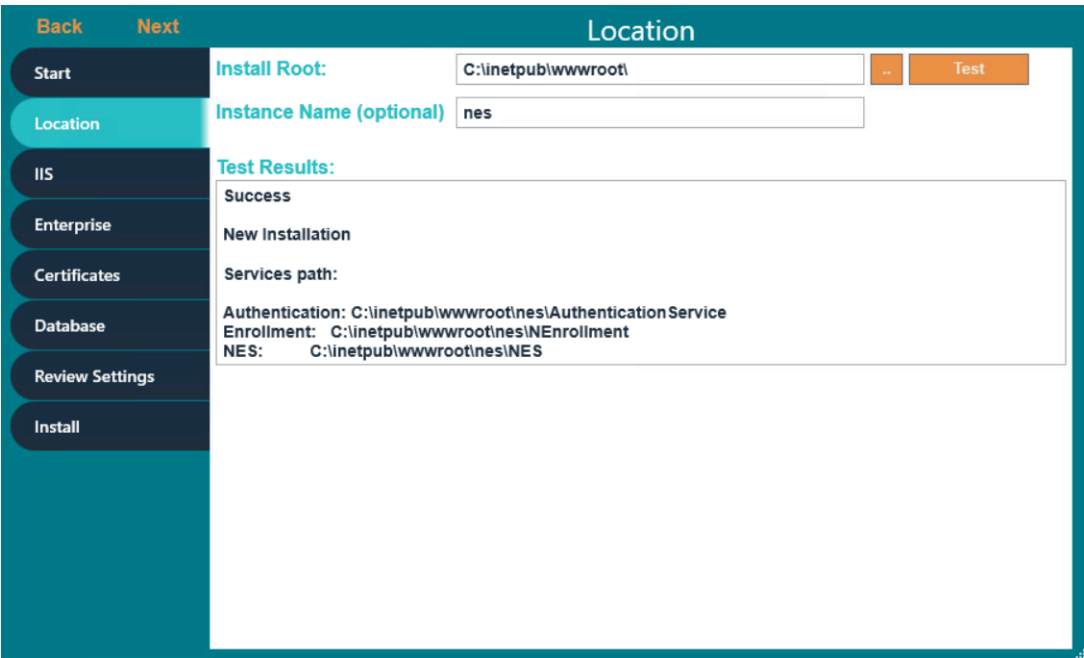 Back Next
Location
Start
Location
IIS
Enterprise
Certificates
Database
Review Settings
Install
Install Root: C:\inetpub\wwwroot\ .. Test
Instance Name (optional) nes
Test Results:
Success
New Installation
Services path:
Authentication: C:\inetpub\wwwroot\nes\AuthenticationService
Enrollment: C:\inetpub\wwwroot\nes\NEnrollment
NES: C:\inetpub\wwwroot\nes\NES